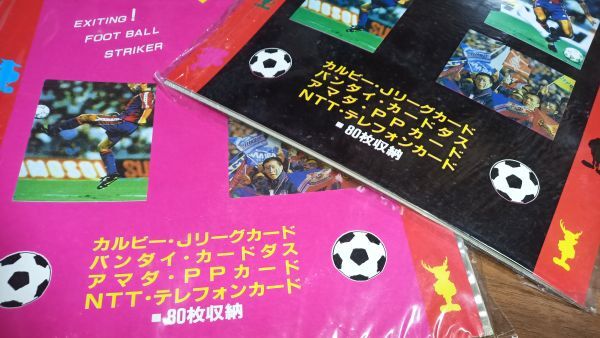 EXITING!
FOOT BALL
STRIKER
カルビー・Jリーグカード
バンダイ・カードダス
アマダ・PPカード
NTT・テレフォンカード
■80枚収納
カルビー・Jリーグカード
バンダイ・カードダス
アマダ・PPカード
NTT・テレフォンカード
■80枚収納